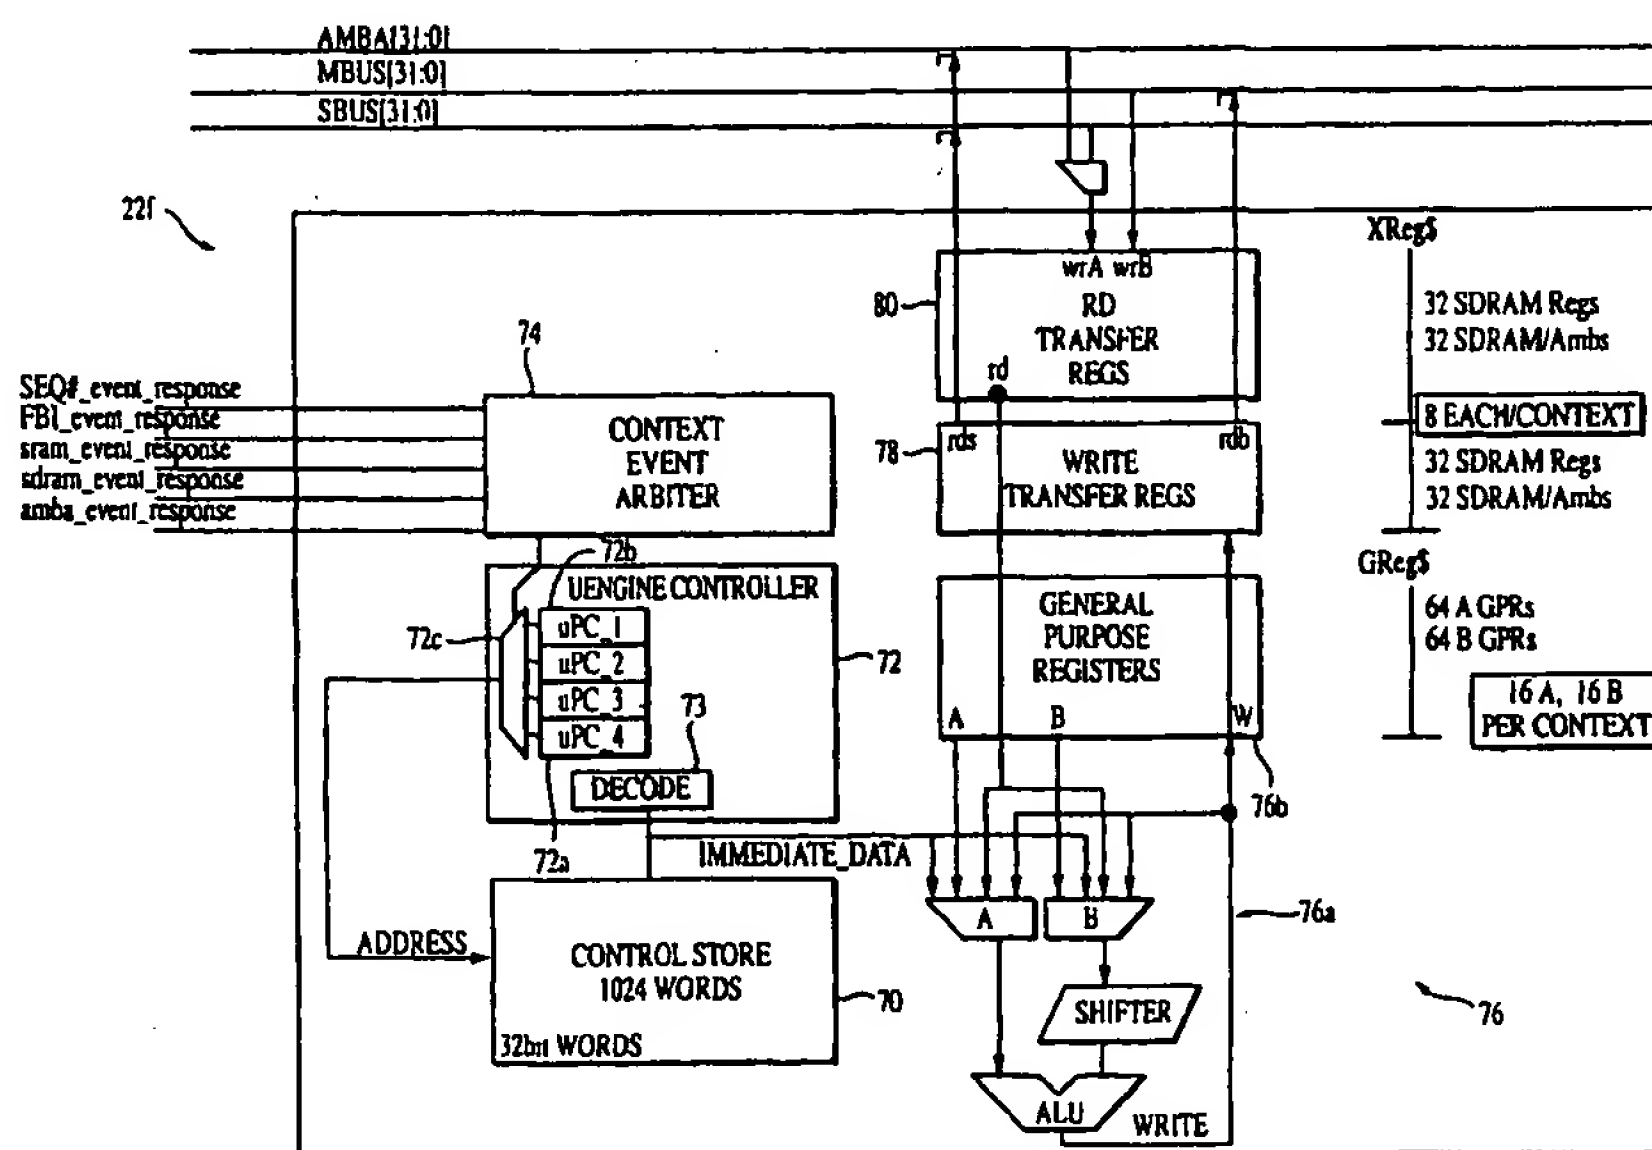 AMBA[31:0]
MBUS[31:0]
SBUS[31:0]
22f
80
wrA wrB
RD
TRANSFER
REGS
rd
XReg$
32 SDRAM Regs
32 SDRAM/Ambs
8 EACH/CONTEXT
32 SDRAM Regs
32 SDRAM/Ambs
74
SEQ#_event_response
FBI_event_response
sram_event_response
sdram_event_response
amba_event_response
CONTEXT
EVENT
ARBITER
78
rds
rdb
WRITE
TRANSFER REGS
72b
UENGINE CONTROLLER
72c
uPC_1
uPC_2
uPC_3
uPC_4
72
73
DECODE
72a
GENERAL
PURPOSE
REGISTERS
A
B
W
76b
GReg$
64 A GPRs
64 B GPRs
16 A, 16 B
PER CONTEXT
IMMEDIATE_DATA
ADDRESS
CONTROL STORE
1024 WORDS
32bit WORDS
70
A
B
76a
SHIFTER
76
ALU
WRITE